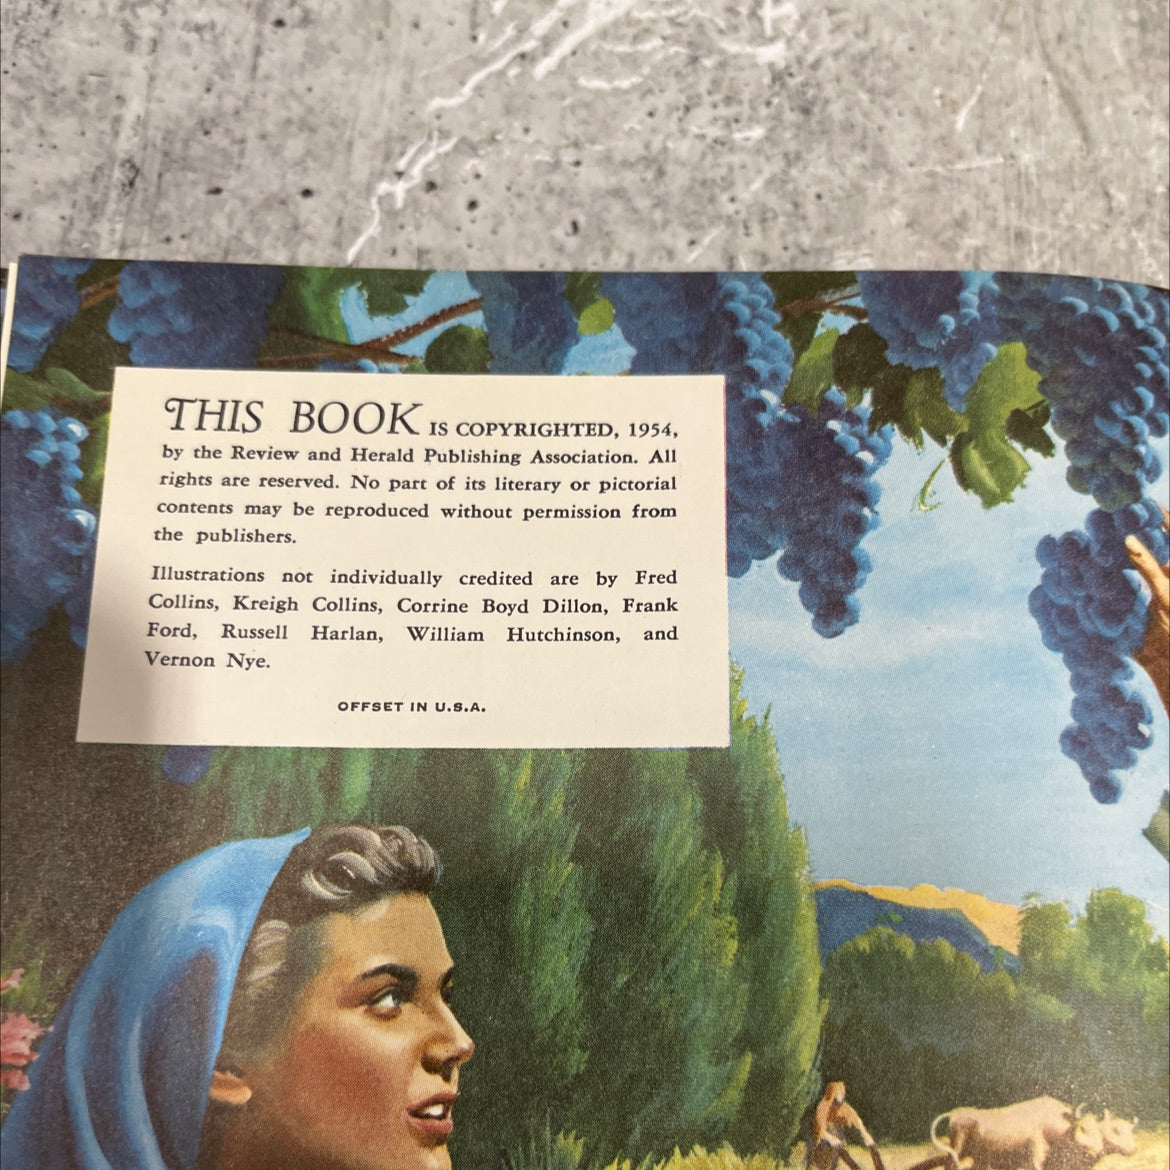 THIS BOOK IS COPYRIGHTED, 1954,
by the Review and Herald Publishing Association. All
rights are reserved. No part of its literary or pictorial
contents may be reproduced without permission from
the publishers.
Illustrations not individually credited are by Fred
Collins, Kreigh Collins, Corrine Boyd Dillon, Frank
Ford, Russell Harlan, William Hutchinson, and
Vernon Nye.
OFFSET IN U.S.A.